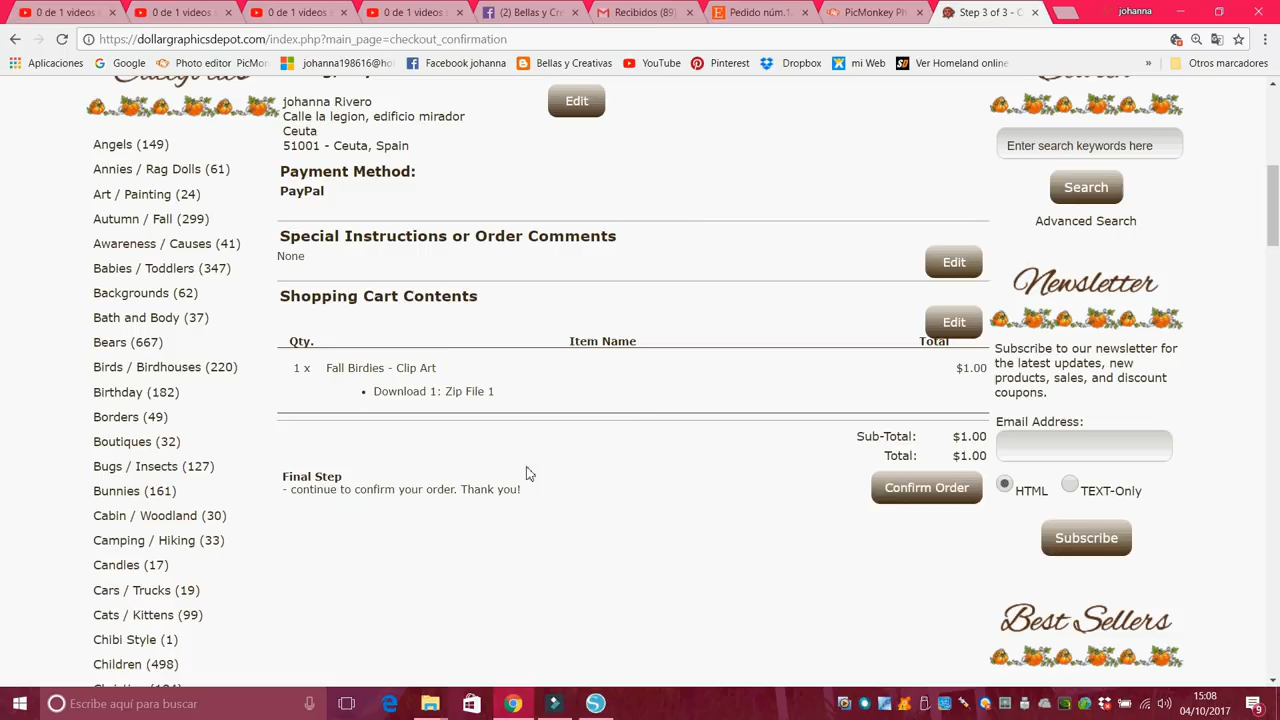 0 de 1 videos s
0 de 1 videos
0 de 1 videos s
0 de 1 videos s
(2) Bellas y Cre
Recibidos (89)
Pedido núm.1
PicMonkey Ph
Step 3 of 3 - O
johanna
https://dollargraphicsdepot.com/index.php?main_page=checkout_confirmation
Aplicaciones
Google
Photo editor PicMon
johanna198616@ho
Facebook johanna
Bellas y Creativas
YouTube
Pinterest
Dropbox
mi Web
Ver Homeland Onlin
»
Otros marcadores
Angels (149)
Annies / Rag Dolls (61)
Art / Painting (24)
Autumn / Fall (299)
Awareness / Causes (41)
Babies / Toddlers (347)
Backgrounds (62)
Bath and Body (37)
Bears (667)
Birds / Birdhouses (220)
Birthday (182)
Borders (49)
Boutiques (32)
Bugs / Insects (127)
Bunnies (161)
Cabin / Woodland (30)
Camping / Hiking (33)
Candles (17)
Cars / Trucks (19)
Cats / Kittens (99)
Chibi Style (1)
Children (498)
johanna Rivero
Calle la legion, edificio mirador
Ceuta
51001 - Ceuta, Spain
Edit
Payment Method:
PayPal
Special Instructions or Order Comments
None
Edit
Shopping Cart Contents
Edit
Qty. Item Name Total
1 x Fall Birdies - Clip Art $1.00
• Download 1: Zip File 1
Sub-Total: $1.00
Total: $1.00
Final Step
- continue to confirm your order. Thank you!
Confirm Order
Enter search keywords here
Search
Advanced Search
Newsletter
Subscribe to our newsletter for
the latest updates, new
products, sales, and discount
coupons.
Email Address:
HTML TEXT-Only
Subscribe
Best Sellers
Escribe aquí para buscar
15:08
04/10/2017
9